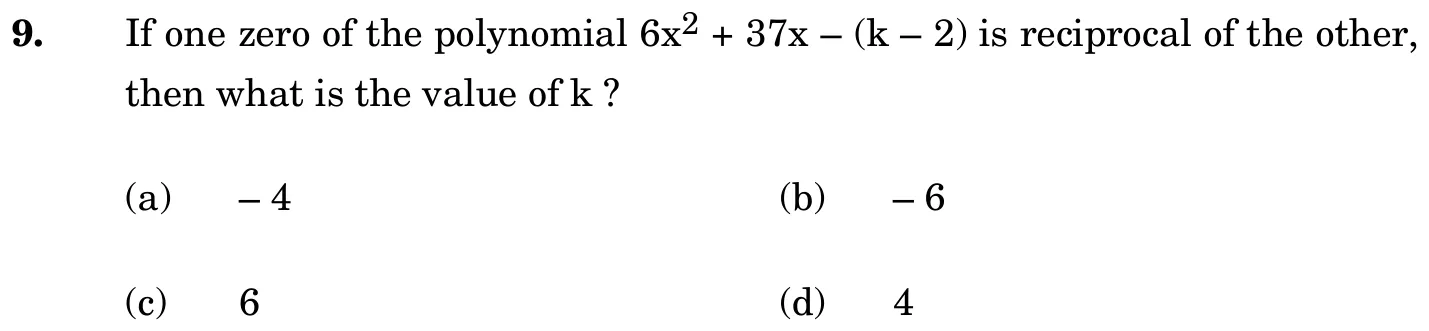 9. If one zero of the polynomial 6x² + 37x – (k – 2) is reciprocal of the other,
then what is the value of k ?
(a) – 4 (b) – 6
(c) 6 (d) 4